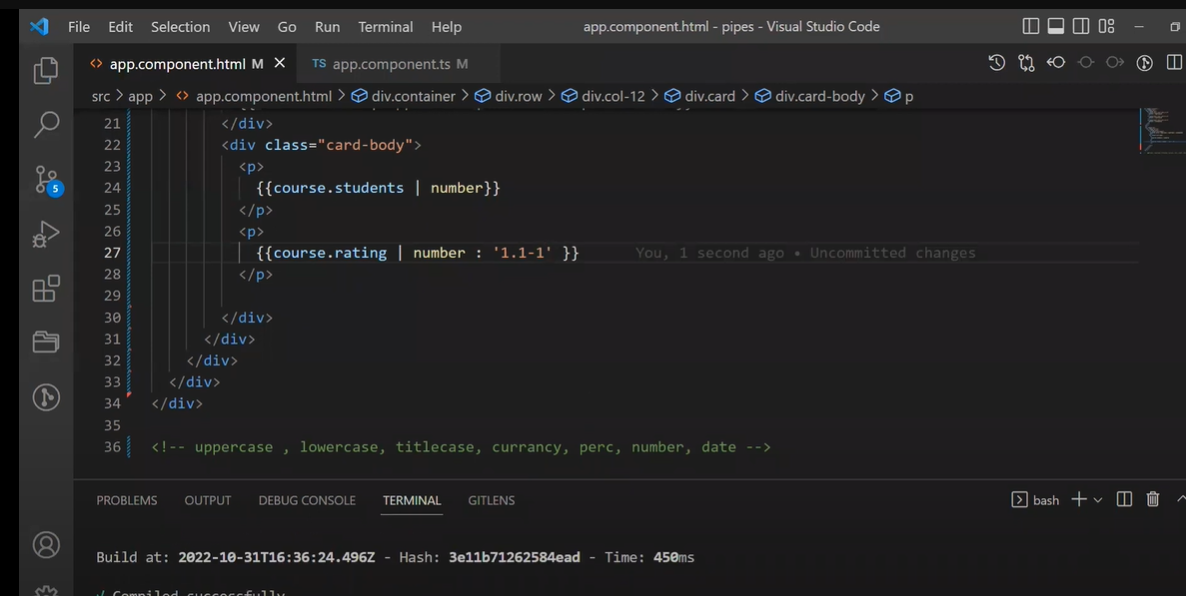 File Edit Selection View Go Run Terminal Help app.component.html - pipes - Visual Studio Code
<> app.component.html M × TS app.component.ts M
src > app > <> app.component.html > div.container > div.row > div.col-12 > div.card > div.card-body > p
21 </div>
22 <div class="card-body">
23 <p>
24 {{course.students | number}}
25 </p>
26 <p>
27 {{course.rating | number : '1.1-1' }} You, 1 second ago • Uncommitted changes
28 </p>
29
30 </div>
31 </div>
32 </div>
33 </div>
34 </div>
35
36 <!-- uppercase , lowercase, titlecase, currancy, perc, number, date -->
5
PROBLEMS OUTPUT DEBUG CONSOLE TERMINAL GITLENS bash
Build at: 2022-10-31T16:36:24.496Z - Hash: 3e11b71262584ead - Time: 450ms
√ Compiled successfully